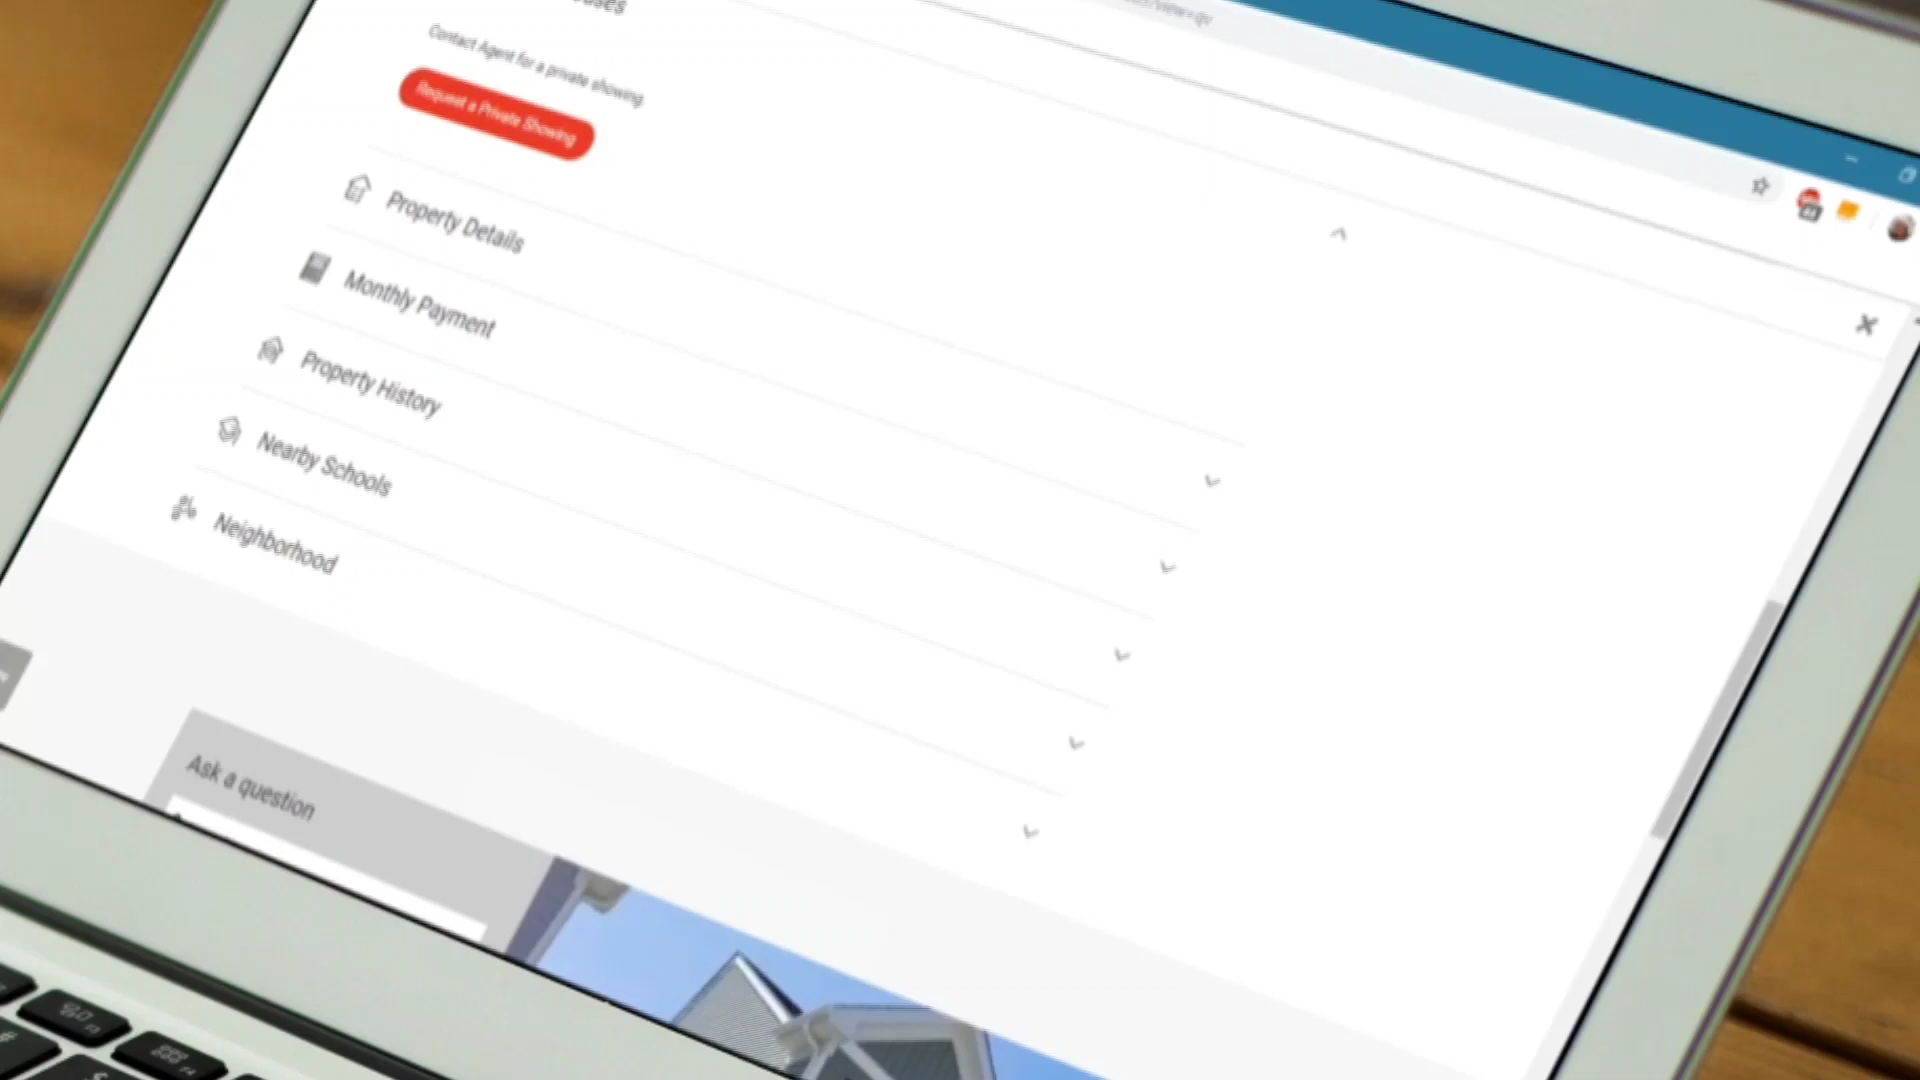 Contact Agent for a private showing
Request a Private Showing
Property Details
Monthly Payment
Property History
Nearby Schools
Neighborhood
Ask a question